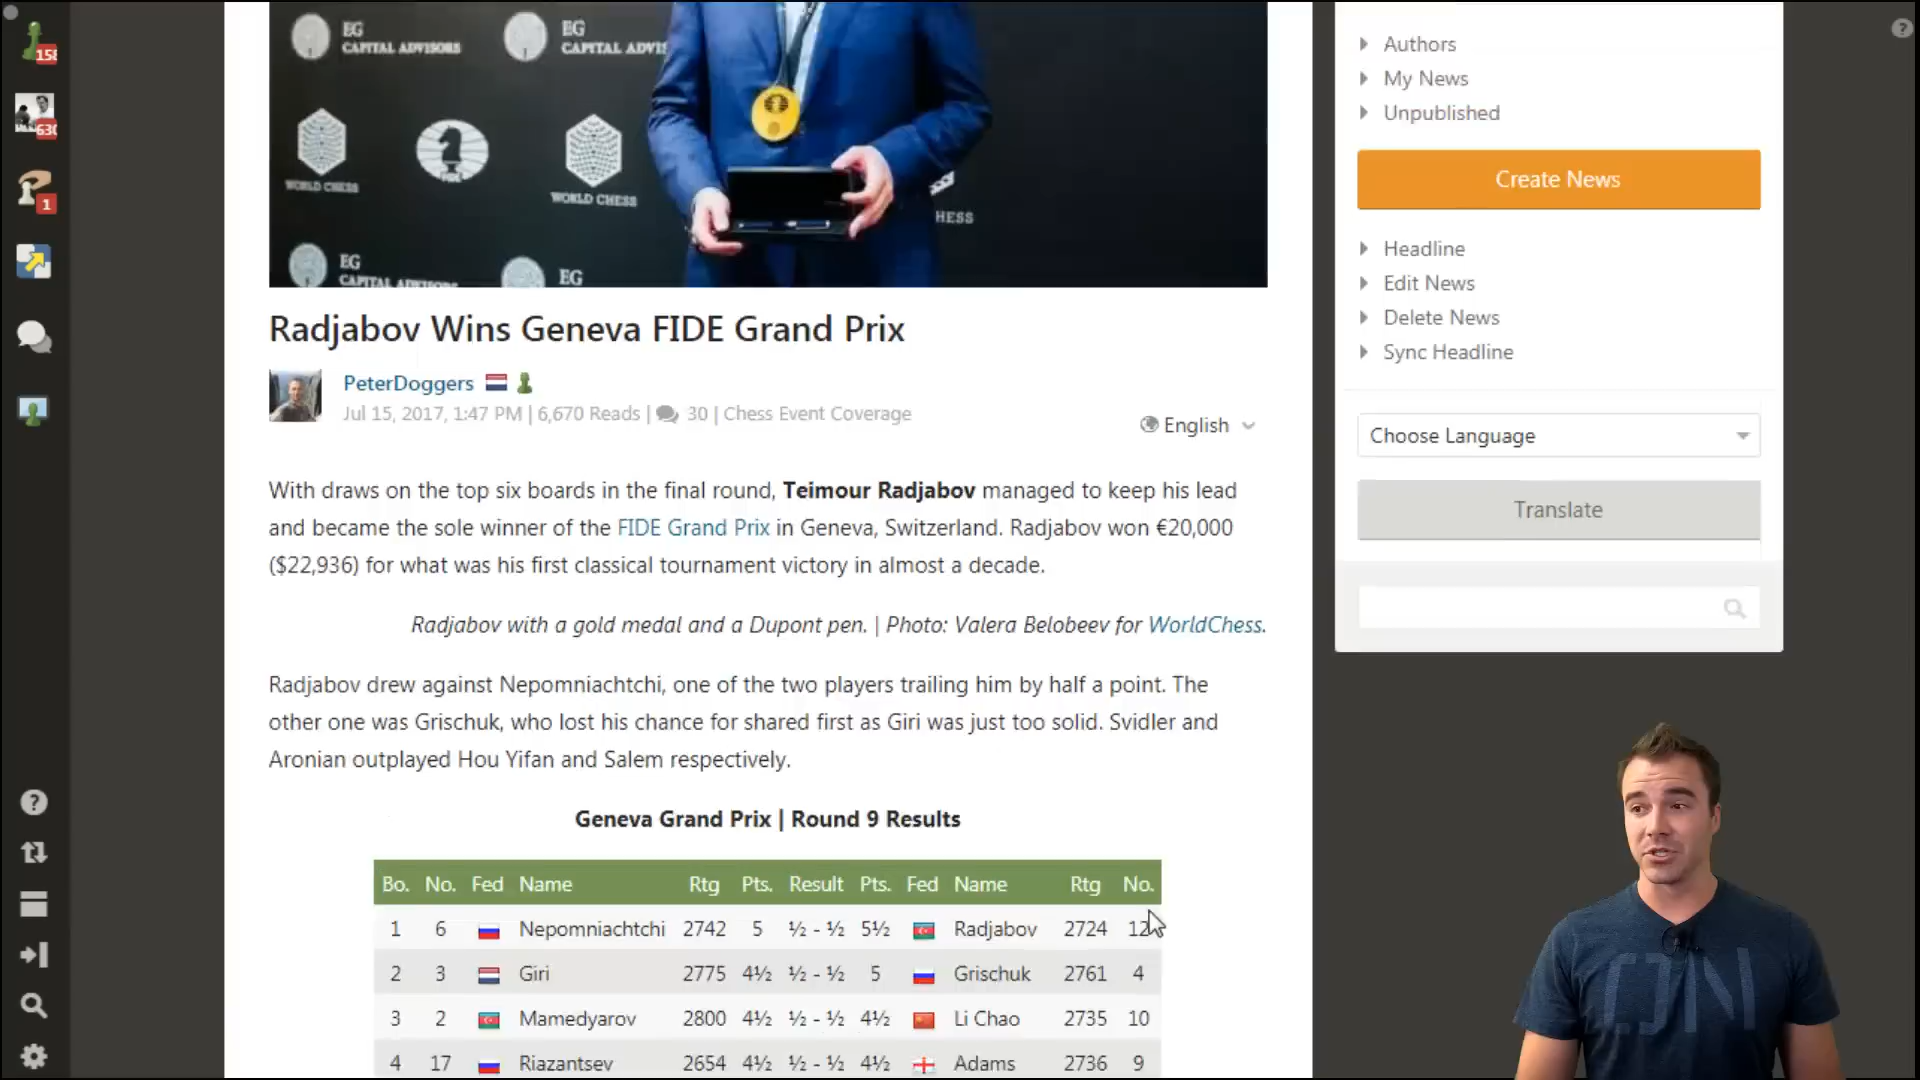 158
630
1
EG
CAPITAL ADVISORS
EG
CAPITAL ADVIS
WORLD CHESS
FIDE
WORLD CHESS
HESS
EG
CAPITAL ADVISORS
EG
Radjabov Wins Geneva FIDE Grand Prix
PeterDoggers
Jul 15, 2017, 1:47 PM | 6,670 Reads | 30 | Chess Event Coverage
English
With draws on the top six boards in the final round, Teimour Radjabov managed to keep his lead
and became the sole winner of the FIDE Grand Prix in Geneva, Switzerland. Radjabov won €20,000
($22,936) for what was his first classical tournament victory in almost a decade.
Radjabov with a gold medal and a Dupont pen. | Photo: Valera Belobeev for WorldChess.
Radjabov drew against Nepomniachtchi, one of the two players trailing him by half a point. The
other one was Grischuk, who lost his chance for shared first as Giri was just too solid. Svidler and
Aronian outplayed Hou Yifan and Salem respectively.
Geneva Grand Prix | Round 9 Results
Bo. No. Fed Name Rtg Pts. Result Pts. Fed Name Rtg No.
1 6 Nepomniachtchi 2742 5 ½ - ½ 5½ Radjabov 2724 12
2 3 Giri 2775 4½ ½ - ½ 5 Grischuk 2761 4
3 2 Mamedyarov 2800 4½ ½ - ½ 4½ Li Chao 2735 10
4 17 Riazantsev 2654 4½ ½ - ½ 4½ Adams 2736 9
Authors
My News
Unpublished
Create News
Headline
Edit News
Delete News
Sync Headline
Choose Language
Translate